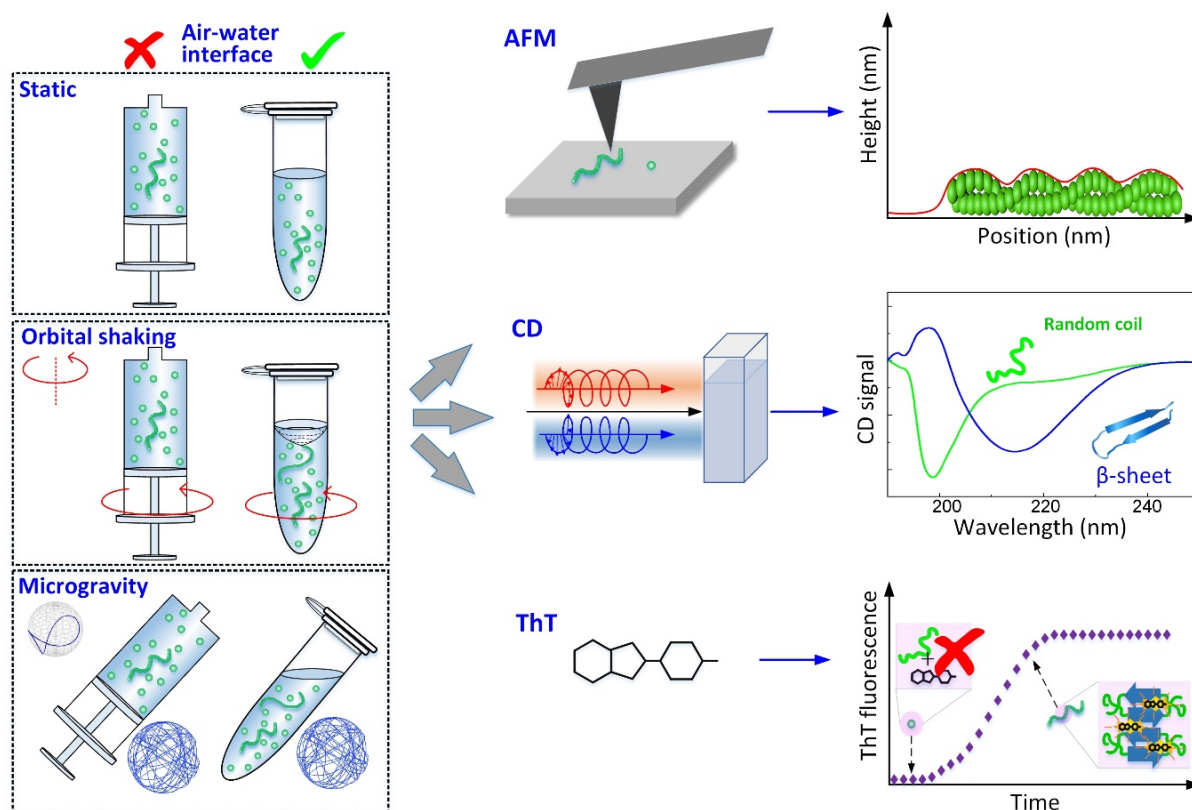 Air-water
interface
Static
Orbital shaking
Microgravity
AFM
Height (nm)
Position (nm)
CD
CD signal
Random coil
β-sheet
200
220
240
Wavelength (nm)
ThT
ThT fluorescence
+
Time